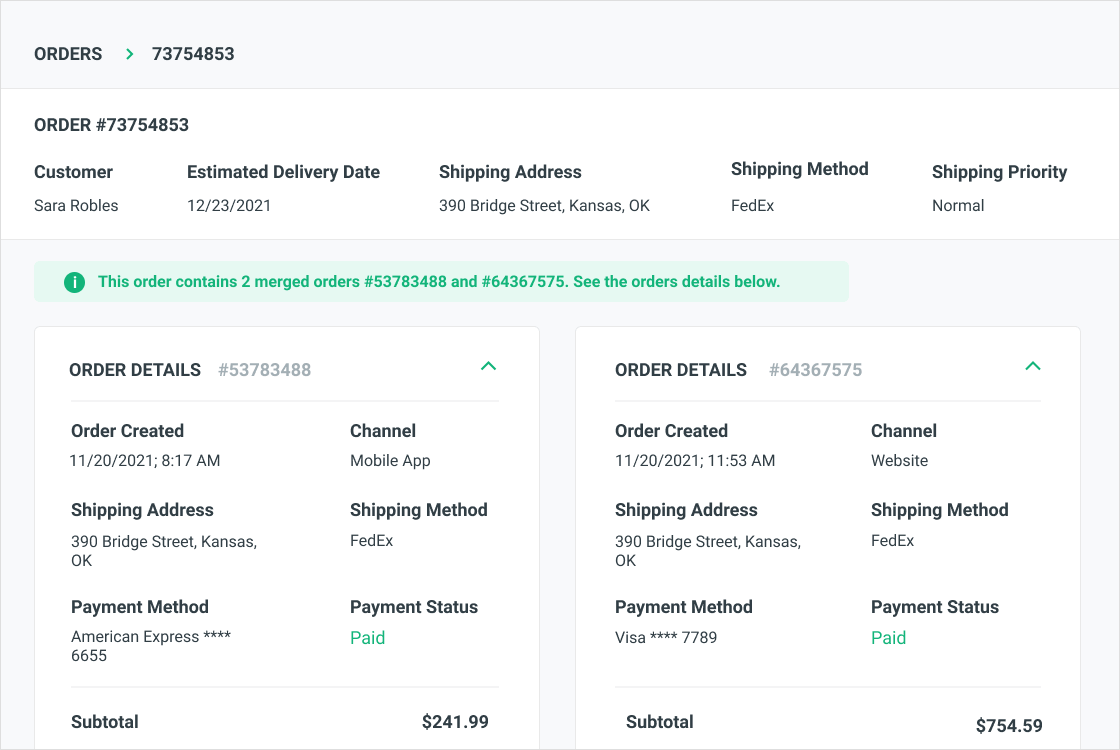 ORDERS > 73754853
ORDER #73754853
Customer Estimated Delivery Date Shipping Address Shipping Method Shipping Priority
Sara Robles 12/23/2021 390 Bridge Street, Kansas, OK FedEx Normal
i This order contains 2 merged orders #53783488 and #64367575. See the orders details below.
ORDER DETAILS #53783488
Order Created Channel
11/20/2021; 8:17 AM Mobile App
Shipping Address Shipping Method
390 Bridge Street, Kansas, FedEx
OK
Payment Method Payment Status
American Express **** Paid
6655
Subtotal $241.99
ORDER DETAILS #64367575
Order Created Channel
11/20/2021; 11:53 AM Website
Shipping Address Shipping Method
390 Bridge Street, Kansas, FedEx
OK
Payment Method Payment Status
Visa **** 7789 Paid
Subtotal $754.59